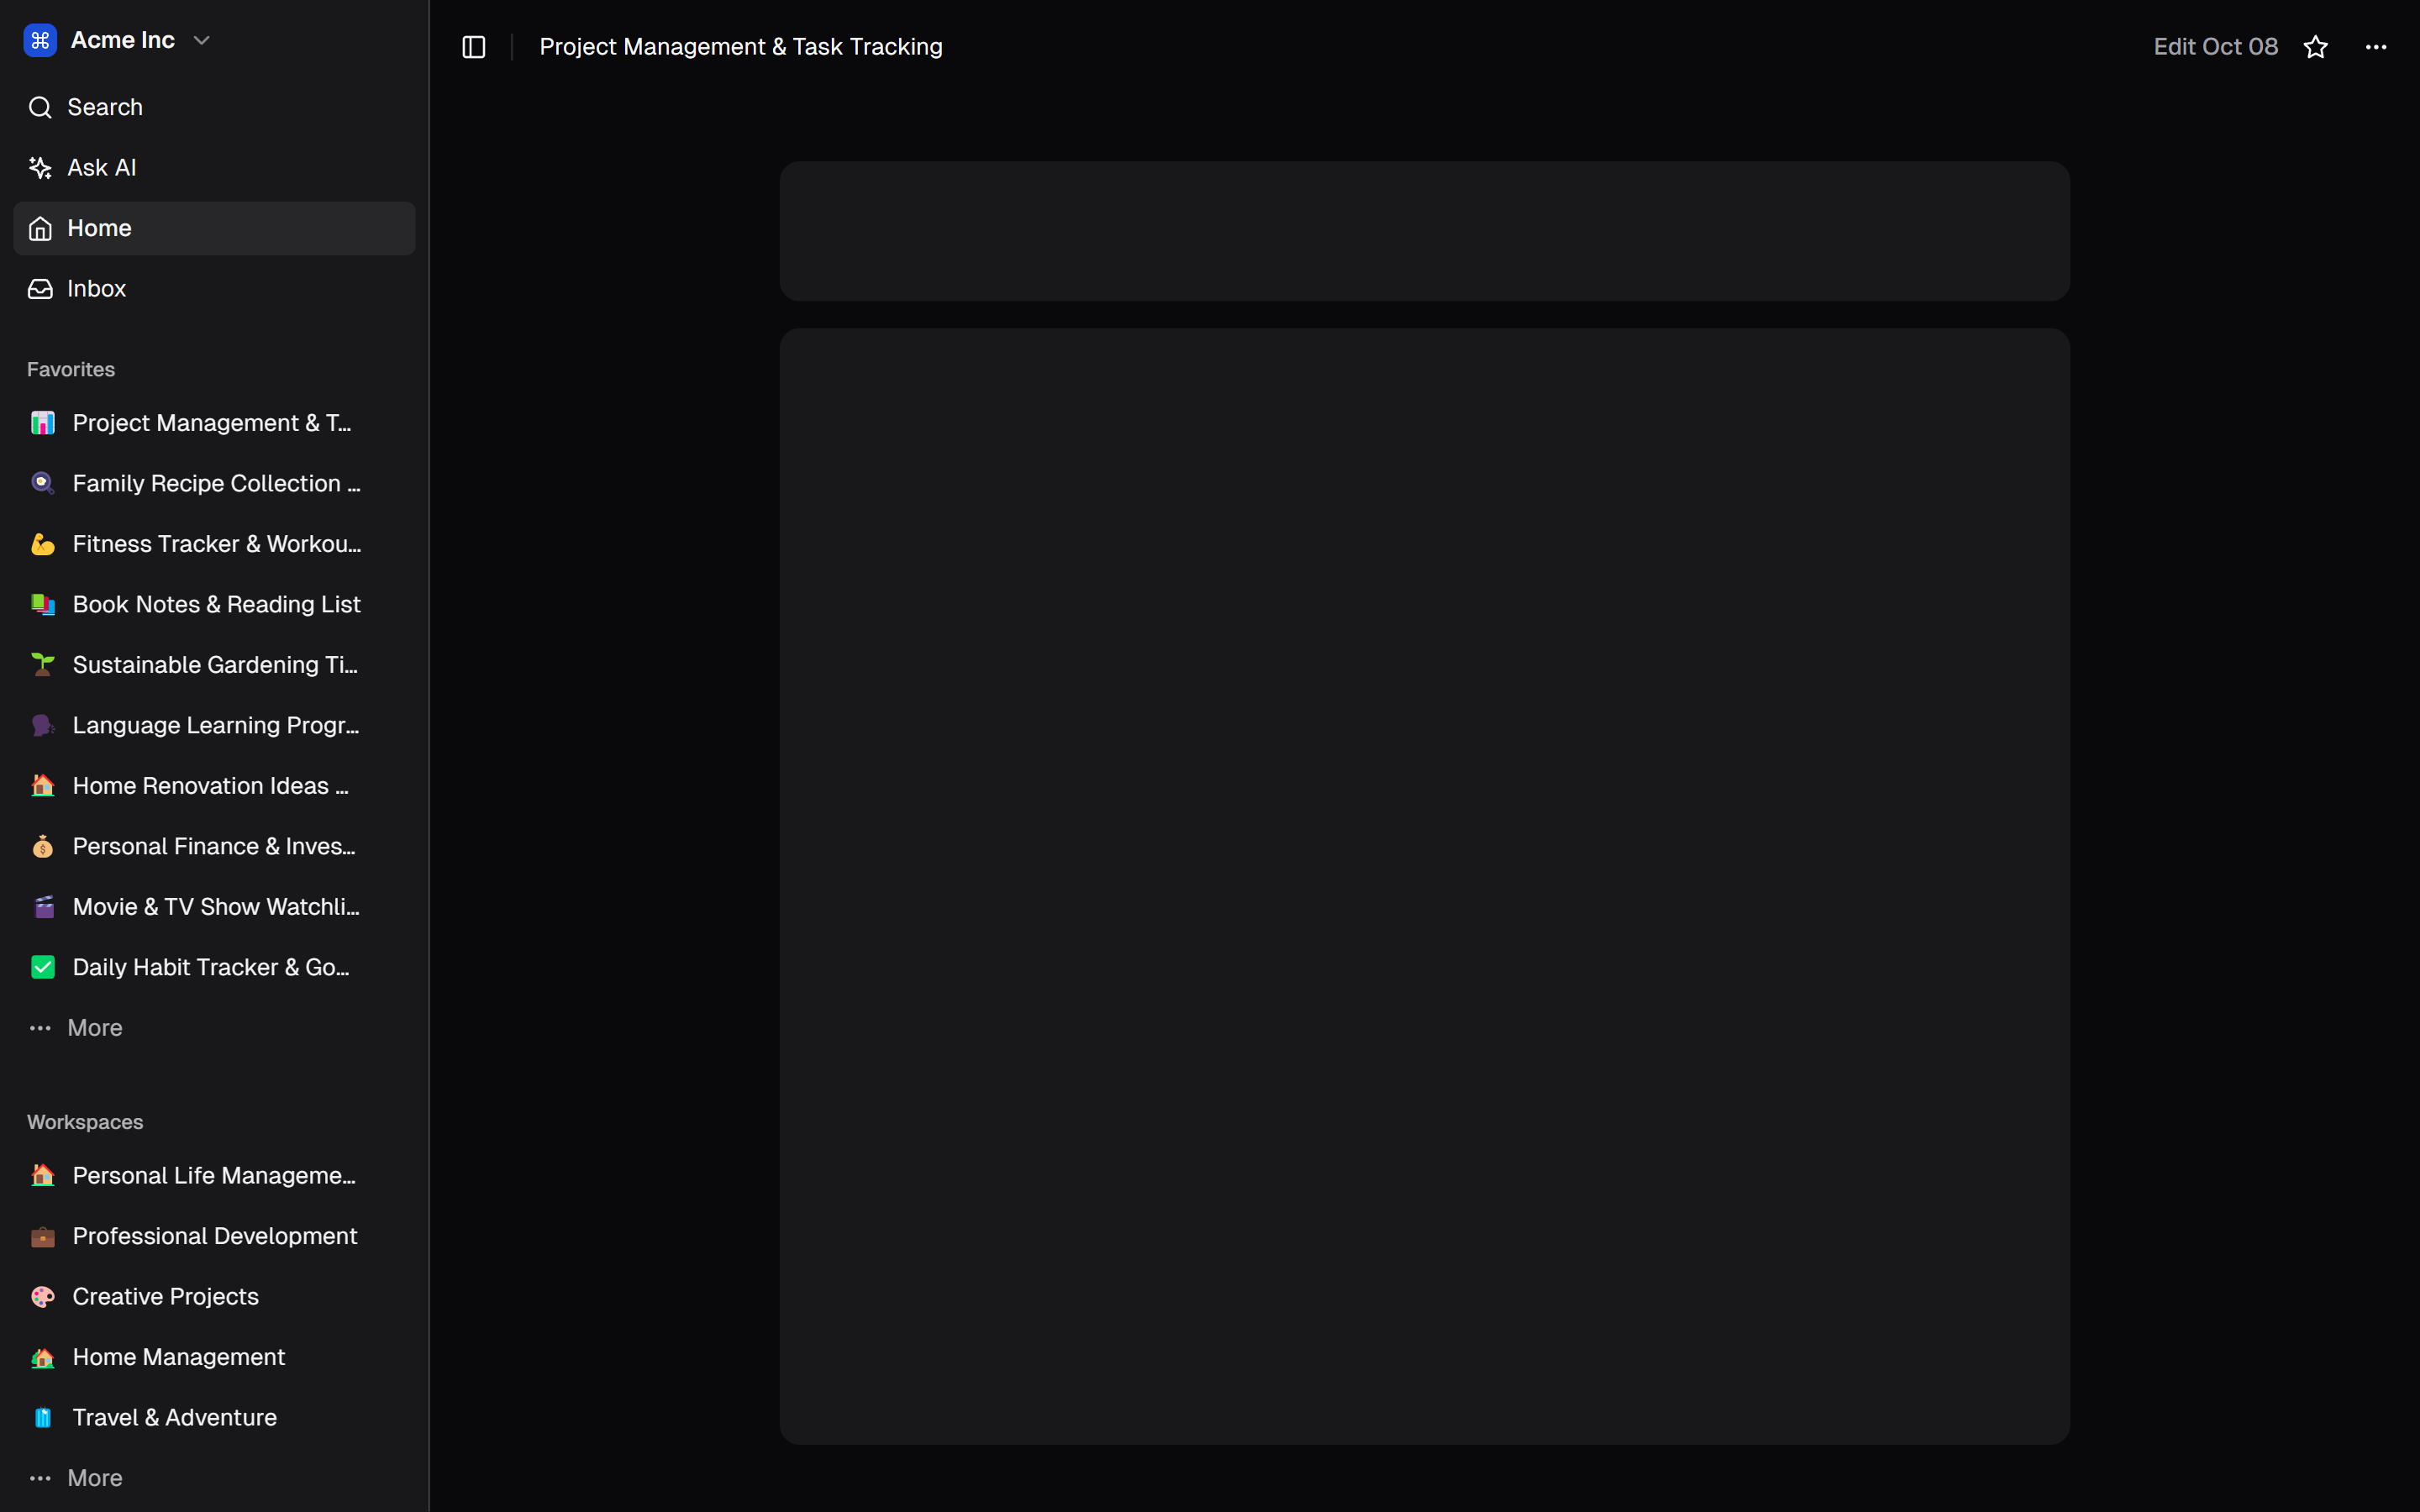 Acme Inc
Search
Ask AI
Home
Inbox
Favorites
Project Management & T...
Family Recipe Collection ...
Fitness Tracker & Workou...
Book Notes & Reading List
Sustainable Gardening Ti...
Language Learning Progr...
Home Renovation Ideas ...
Personal Finance & Inves...
Movie & TV Show Watchli...
Daily Habit Tracker & Go...
More
Workspaces
Personal Life Manageme...
Professional Development
Creative Projects
Home Management
Travel & Adventure
More
Project Management & Task Tracking
Edit Oct 08